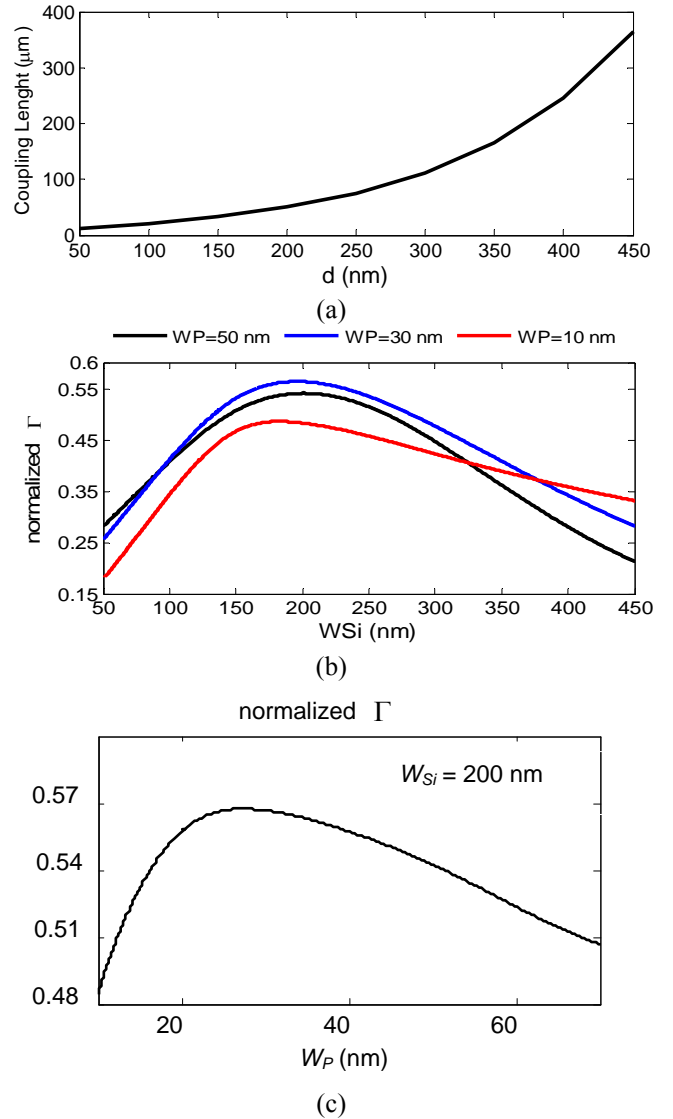 Coupling Lenght (μm)
400
300
200
100
0
50 100 150 200 250 300 350 400 450
d (nm)
(a)
WP=50 nm WP=30 nm WP=10 nm
normalized Γ
0.6
0.55
0.45
0.35
0.25
0.15
50 100 150 200 250 300 350 400 450
WSi (nm)
(b)
normalized Γ
W_Si = 200 nm
0.57
0.54
0.51
0.48
20 40 60
W_P (nm)
(c)